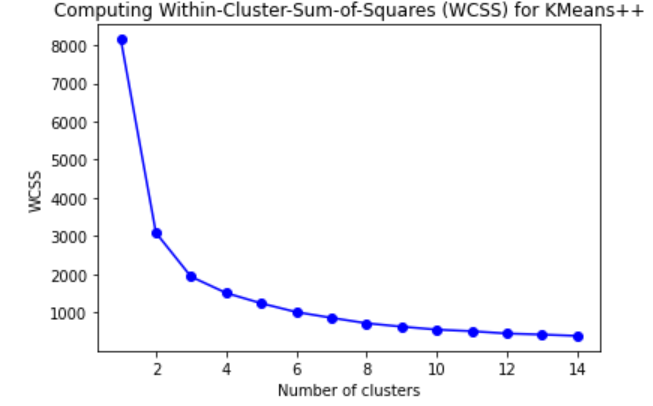 Computing Within-Cluster-Sum-of-Squares (WCSS) for KMeans++
8000
7000
6000
5000
4000
3000
2000
1000
WCSS
2 4 6 8 10 12 14
Number of clusters